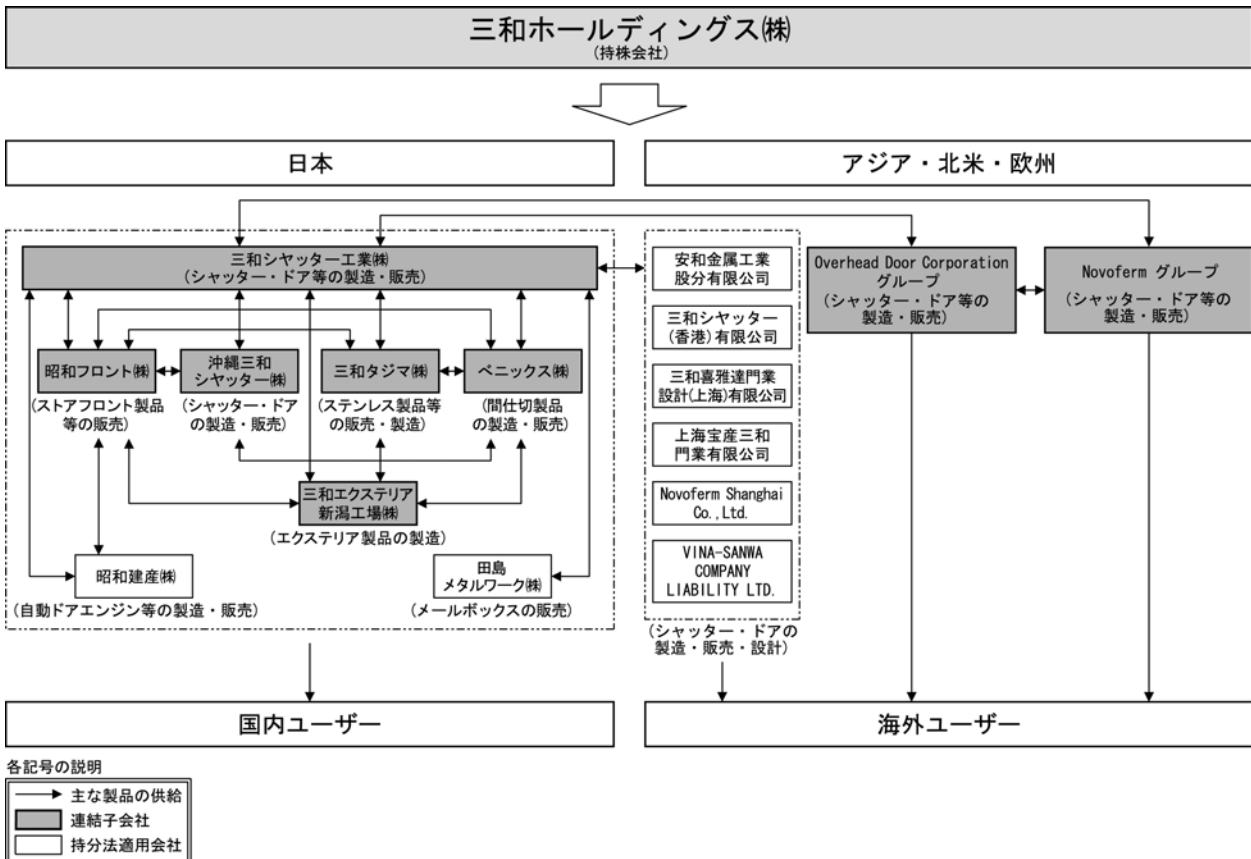 三和ホールディングス㈱
(持株会社)
日本
アジア・北米・欧州
三和シヤッター工業㈱
(シャッター・ドア等の製造・販売)
昭和フロント㈱
(ストアフロント製品
等の販売)
沖縄三和
シヤッター㈱
(シャッター・ドア
の製造・販売)
三和タジマ㈱
(ステンレス製品等
の販売・製造)
ベニックス㈱
(間仕切製品
の製造・販売)
三和エクステリア
新潟工場㈱
(エクステリア製品の製造)
昭和建産㈱
(自動ドアエンジン等の製造・販売)
田島
メタルワーク㈱
(メールボックスの販売)
安和金属工業
股分有限公司
三和シヤッター
(香港)有限公司
三和喜雅達門業
設計(上海)有限公司
上海宝産三和
門業有限公司
Novoferm Shanghai
Co.,Ltd.
VINA-SANWA
COMPANY
LIABILITY LTD.
(シャッター・ドアの
製造・販売・設計)
Overhead Door Corporation
グループ
(シャッター・ドア等の
製造・販売)
Novoferm グループ
(シャッター・ドア等の
製造・販売)
国内ユーザー
海外ユーザー
各記号の説明
主な製品の供給
連結子会社
持分法適用会社